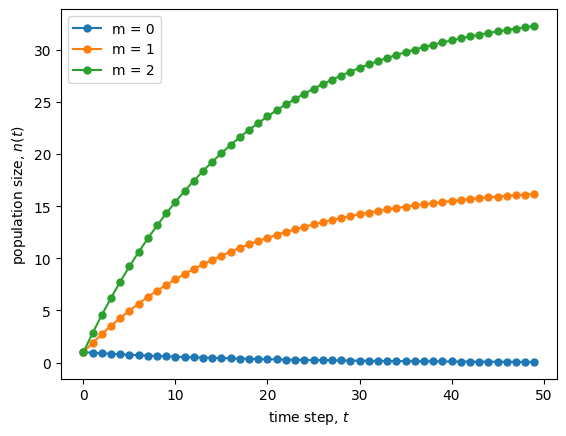 m = 0
m = 1
m = 2
population size, n(t)
30
25
20
15
10
5
0
0 10 20 30 40 50
time step, t